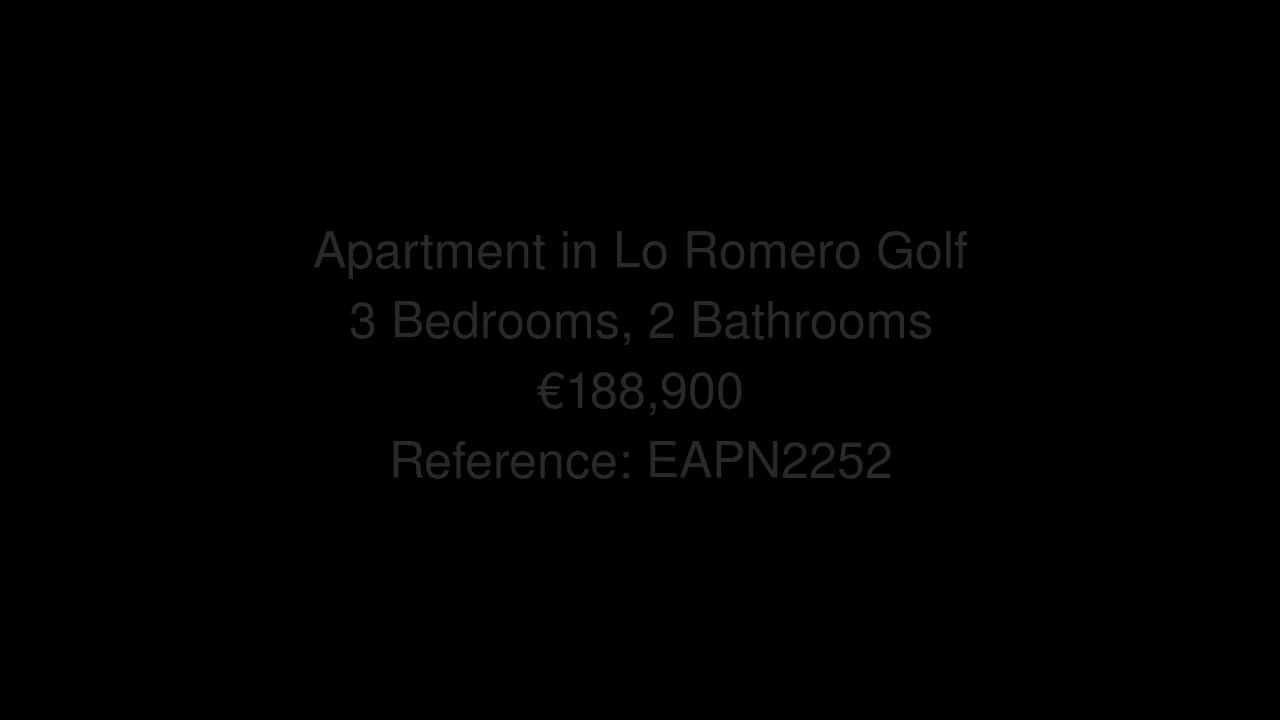 Apartment in Lo Romero Golf
3 Bedrooms, 2 Bathrooms
€188,900
Reference: EAPN2252